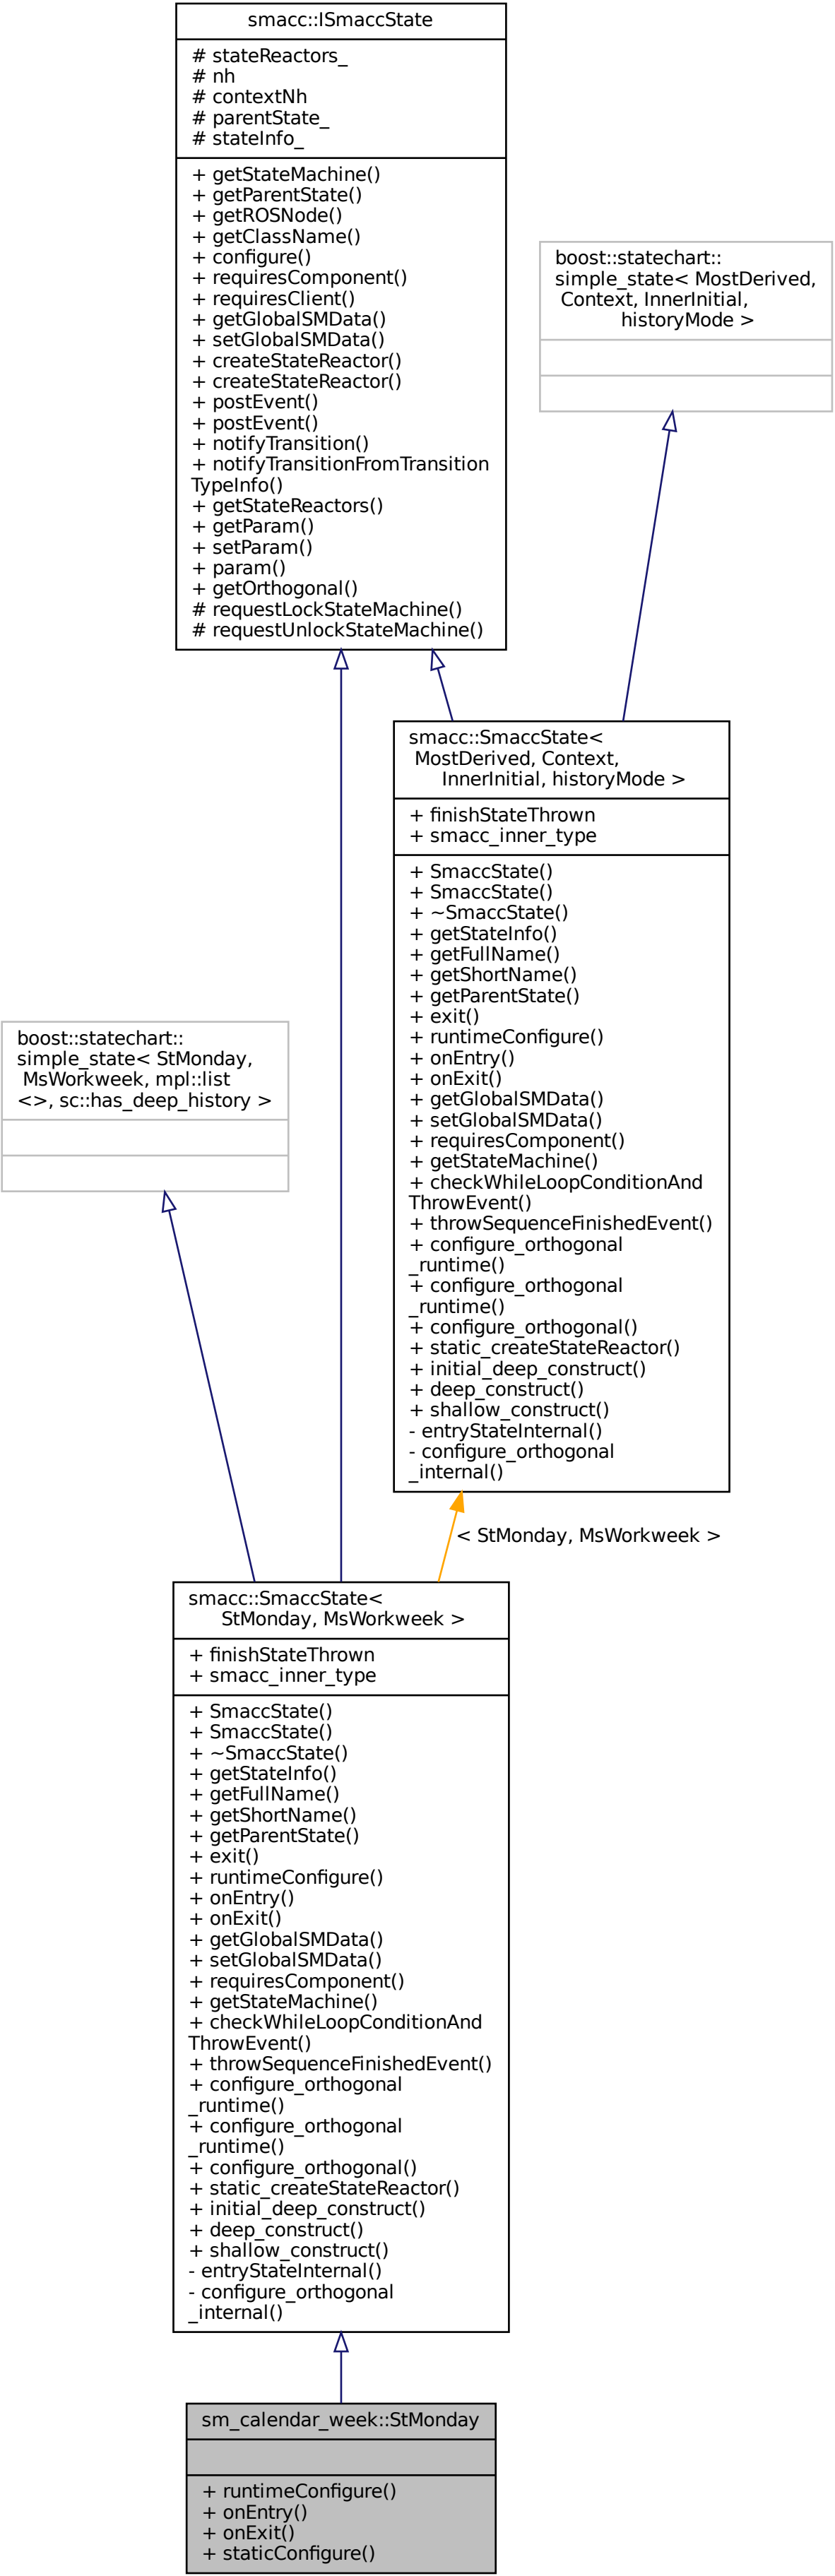 smacc::ISmaccState
# stateReactors_
# nh
# contextNh
# parentState_
# stateInfo_
+ getStateMachine()
+ getParentState()
+ getROSNode()
+ getClassName()
+ configure()
+ requiresComponent()
+ requiresClient()
+ getGlobalSMData()
+ setGlobalSMData()
+ createStateReactor()
+ createStateReactor()
+ postEvent()
+ postEvent()
+ notifyTransition()
+ notifyTransitionFromTransition
TypeInfo()
+ getStateReactors()
+ getParam()
+ setParam()
+ param()
+ getOrthogonal()
# requestLockStateMachine()
# requestUnlockStateMachine()
boost::statechart::
simple_state< MostDerived,
Context, InnerInitial,
historyMode >
smacc::SmaccState<
MostDerived, Context,
InnerInitial, historyMode >
+ finishStateThrown
+ smacc_inner_type
+ SmaccState()
+ SmaccState()
+ ~SmaccState()
+ getStateInfo()
+ getFullName()
+ getShortName()
+ getParentState()
+ exit()
+ runtimeConfigure()
+ onEntry()
+ onExit()
+ getGlobalSMData()
+ setGlobalSMData()
+ requiresComponent()
+ getStateMachine()
+ checkWhileLoopConditionAnd
ThrowEvent()
+ throwSequenceFinishedEvent()
+ configure_orthogonal
_runtime()
+ configure_orthogonal
_runtime()
+ configure_orthogonal()
+ static_createStateReactor()
+ initial_deep_construct()
+ deep_construct()
+ shallow_construct()
- entryStateInternal()
- configure_orthogonal
_internal()
boost::statechart::
simple_state< StMonday,
MsWorkweek, mpl::list
<>, sc::has_deep_history >
< StMonday, MsWorkweek >
smacc::SmaccState<
StMonday, MsWorkweek >
+ finishStateThrown
+ smacc_inner_type
+ SmaccState()
+ SmaccState()
+ ~SmaccState()
+ getStateInfo()
+ getFullName()
+ getShortName()
+ getParentState()
+ exit()
+ runtimeConfigure()
+ onEntry()
+ onExit()
+ getGlobalSMData()
+ setGlobalSMData()
+ requiresComponent()
+ getStateMachine()
+ checkWhileLoopConditionAnd
ThrowEvent()
+ throwSequenceFinishedEvent()
+ configure_orthogonal
_runtime()
+ configure_orthogonal
_runtime()
+ configure_orthogonal()
+ static_createStateReactor()
+ initial_deep_construct()
+ deep_construct()
+ shallow_construct()
- entryStateInternal()
- configure_orthogonal
_internal()
sm_calendar_week::StMonday
+ runtimeConfigure()
+ onEntry()
+ onExit()
+ staticConfigure()